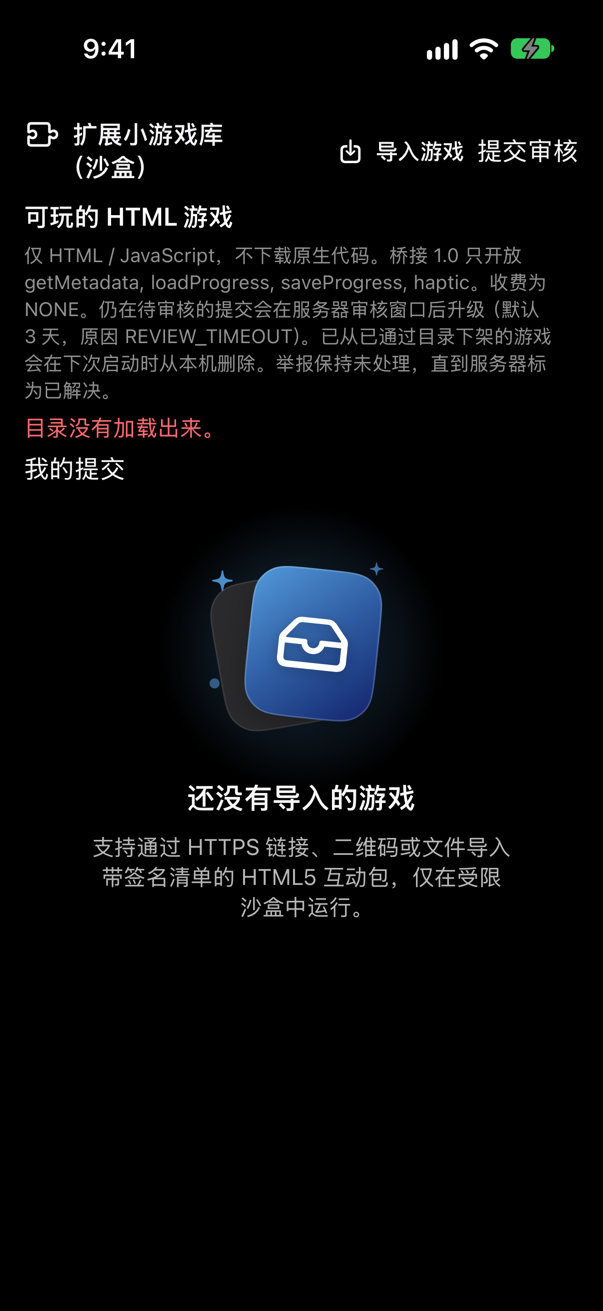 9:41
扩展小游戏库
（沙盒）
导入游戏 提交审核
可玩的 HTML 游戏
仅 HTML / JavaScript，不下载原生代码。桥接 1.0 只开放
getMetadata, loadProgress, saveProgress, haptic。收费为
NONE。仍在待审核的提交会在服务器审核窗口后升级（默认
3 天，原因 REVIEW_TIMEOUT）。已从已通过目录下架的游戏
会在下次启动时从本机删除。举报保持未处理，直到服务器标
为已解决。
目录没有加载出来。
我的提交
还没有导入的游戏
支持通过 HTTPS 链接、二维码或文件导入
带签名清单的 HTML5 互动包，仅在受限
沙盒中运行。